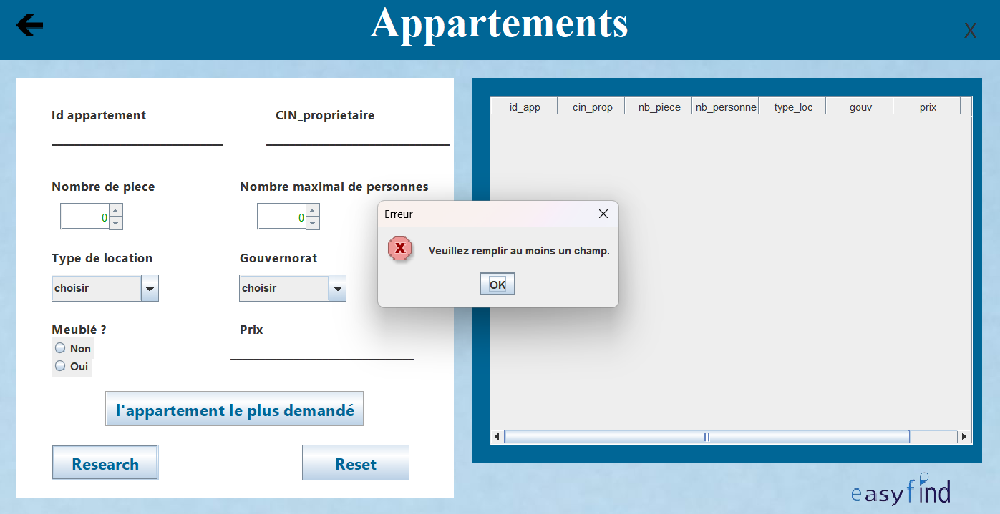 Appartements
X
Id appartement
CIN_proprietaire
Nombre de piece
Nombre maximal de personnes
0
0
Type de location
Gouvernorat
choisir
choisir
Meublé ?
Prix
Non
Oui
l'appartement le plus demandé
Research
Reset
id_app cin_prop nb_piece nb_personne type_loc gouv prix
Erreur
X
Veuillez remplir au moins un champ.
OK
easyfind